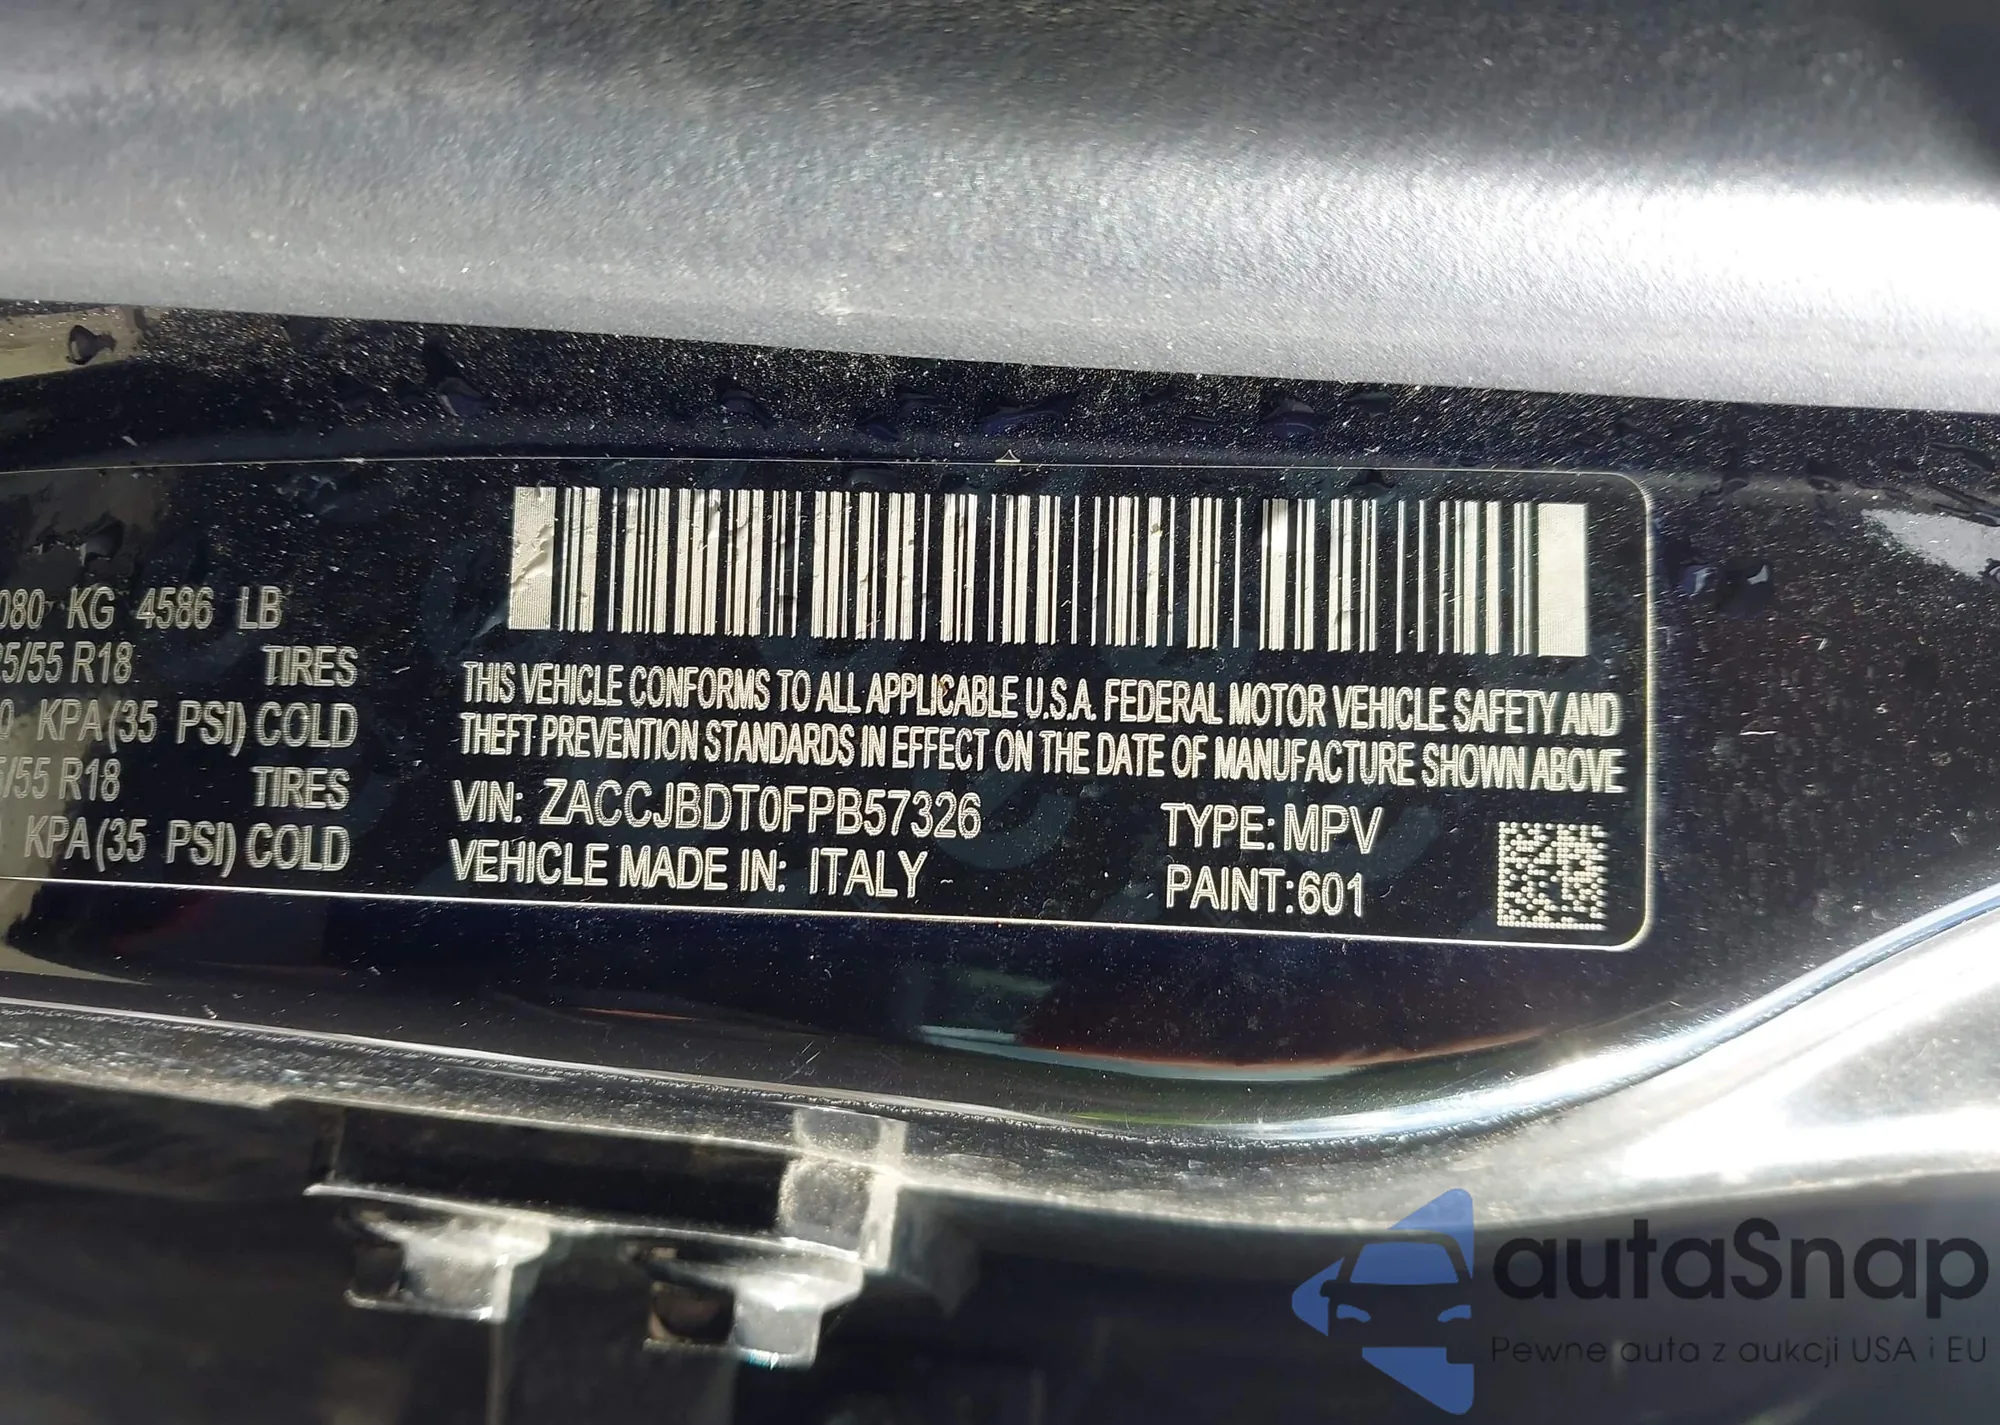 080 KG 4586 LB
5/55 R18 TIRES
0 KPA(35 PSI) COLD
5/55 R18 TIRES
KPA(35 PSI) COLD
THIS VEHICLE CONFORMS TO ALL APPLICABLE U.S.A. FEDERAL MOTOR VEHICLE SAFETY AND
THEFT PREVENTION STANDARDS IN EFFECT ON THE DATE OF MANUFACTURE SHOWN ABOVE
VIN: ZACCJBDT0FPB57326
VEHICLE MADE IN: ITALY
TYPE: MPV
PAINT:601
autaSnap
Pewne auta z aukcji USA i EU